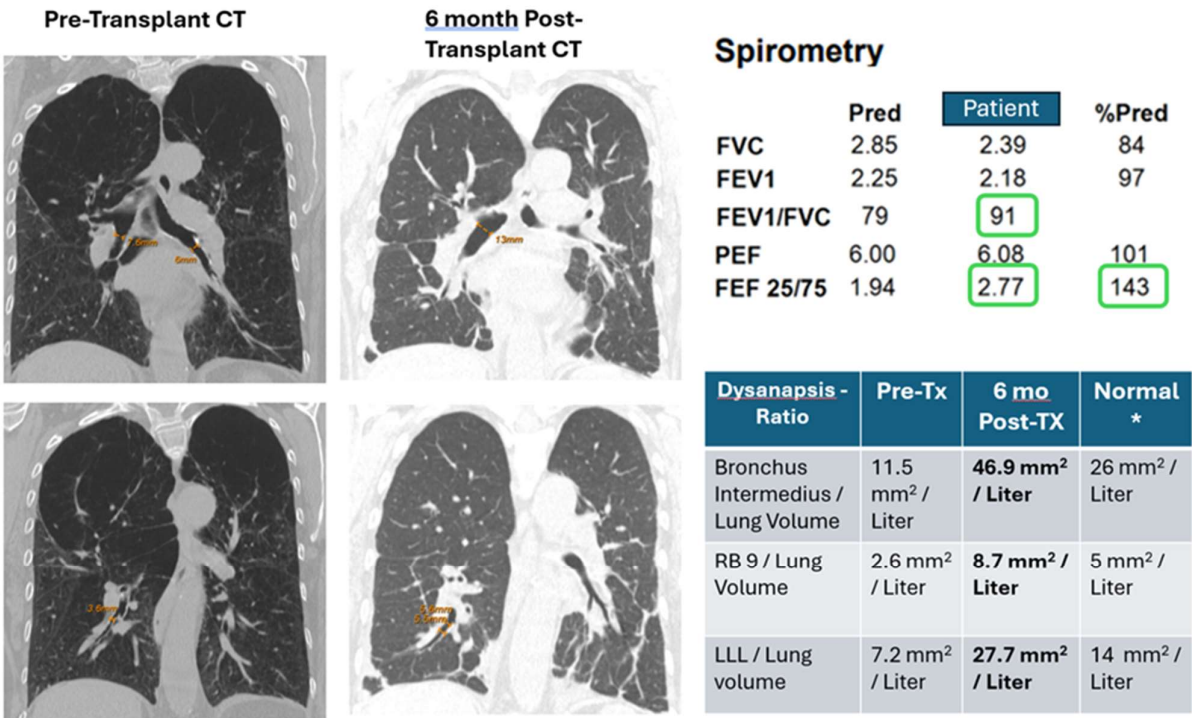 Pre-Transplant CT
6 month Post-
Transplant CT
6mm
6mm
13mm
3.6mm
5.6mm
Spirometry
Pred Patient %Pred
FVC 2.85 2.39 84
FEV1 2.25 2.18 97
FEV1/FVC 79 91
PEF 6.00 6.08 101
FEF 25/75 1.94 2.77 143
Dysanapsis - Pre-Tx 6 mo Normal
Ratio Post-TX *
Bronchus 11.5 46.9 mm² 26 mm² /
Intermedius / mm² / / Liter Liter
Lung Volume Liter
RB 9 / Lung 2.6 mm² 8.7 mm² / 5 mm² /
Volume / Liter Liter Liter
LLL / Lung 7.2 mm² 27.7 mm² 14 mm² /
volume / Liter / Liter Liter